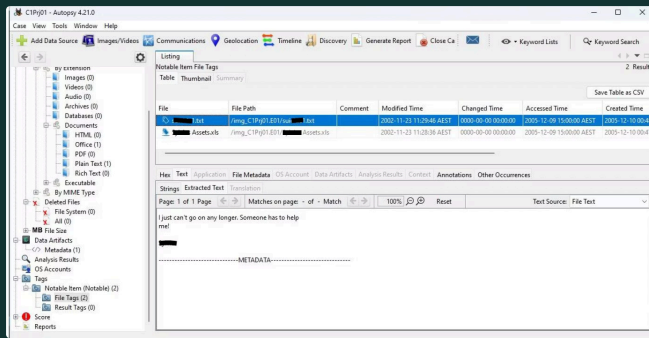 C1Prj01 - Autopsy 4.21.0
Case View Tools Window Help
Add Data Source Images/Videos Communications Geolocation Timeline Discovery Generate Report Close Ca Keyword Lists Keyword Search
Listing
Notable Item File Tags
2 Result
Table Thumbnail Summary
Save Table as CSV
File File Path Comment Modified Time Changed Time Accessed Time Created Time
.txt /img_C1Prj01.E01/su .txt 2002-11-23 11:29:46 AEST 0000-00-00 00:00:00 2005-12-09 15:00:00 AEST 2005-12-10 00:4
Assets.xls /img_C1Prj01.E01/ Assets.xls 2002-11-23 11:28:36 AEST 0000-00-00 00:00:00 2005-12-09 15:00:00 AEST 2005-12-10 00:4
By Extension
Images (0)
Videos (0)
Audio (0)
Archives (0)
Databases (0)
Documents
HTML (0)
Office (1)
PDF (0)
Plain Text (1)
Rich Text (0)
Executable
By MIME Type
Deleted Files
File System (0)
All (0)
MB File Size
Data Artifacts
Metadata (1)
Analysis Results
OS Accounts
Tags
Notable Item (Notable) (2)
File Tags (2)
Result Tags (0)
Score
Reports
Hex Text Application File Metadata OS Account Data Artifacts Analysis Results Context Annotations Other Occurrences
Strings Extracted Text Translation
Page: 1 of 1 Page Matches on page: - of - Match 100% Reset Text Source: File Text
I just can't go on any longer. Someone has to help
me!
------------------------------METADATA------------------------------